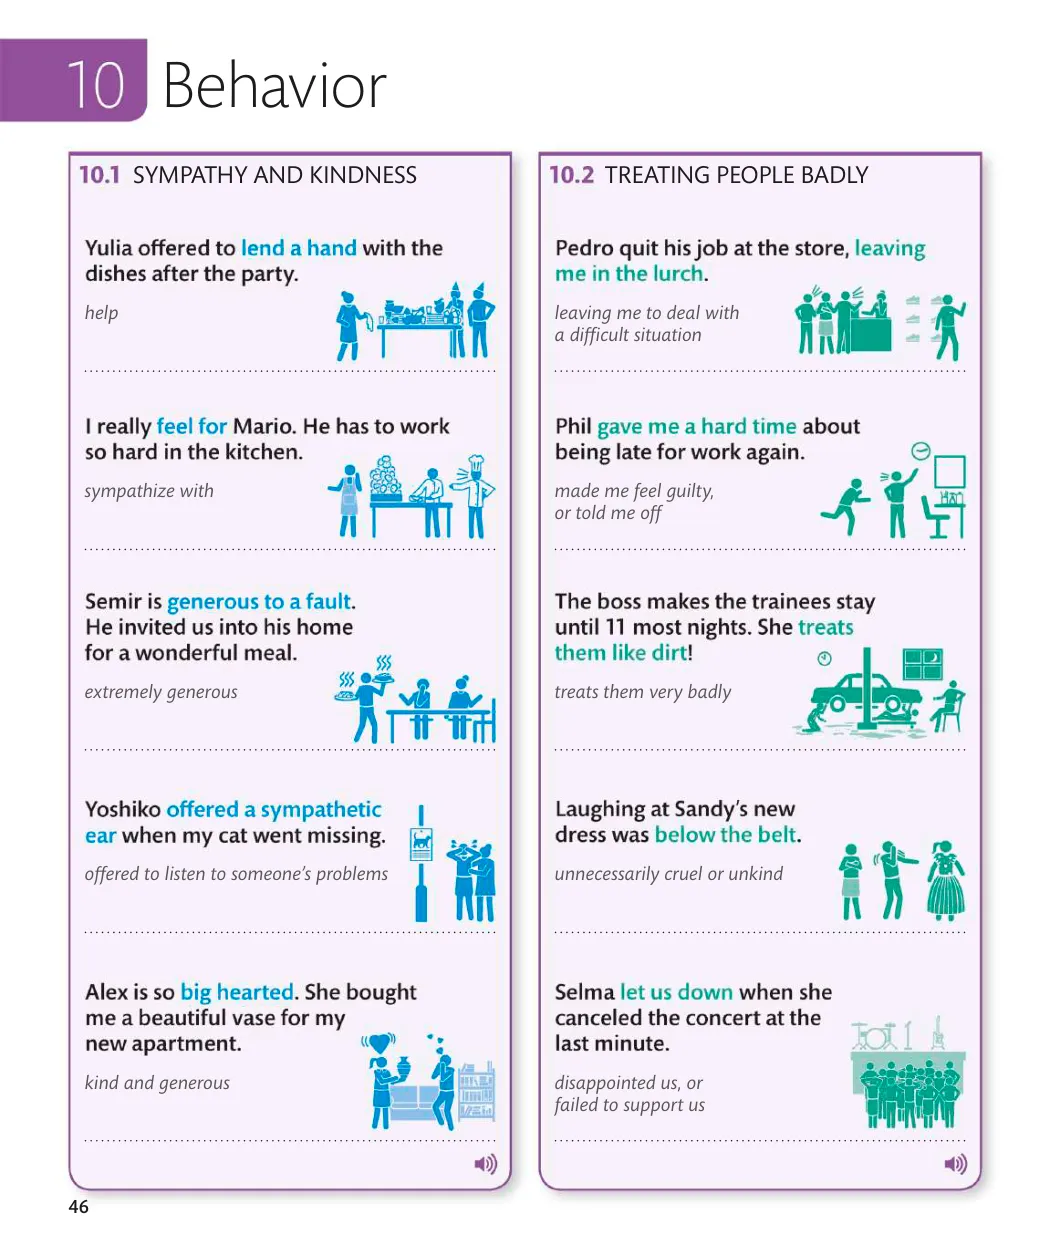 10 Behavior
10.1 SYMPATHY AND KINDNESS
Yulia offered to lend a hand with the
dishes after the party.
help
I really feel for Mario. He has to work
so hard in the kitchen.
sympathize with
Semir is generous to a fault.
He invited us into his home
for a wonderful meal.
extremely generous
Yoshiko offered a sympathetic
ear when my cat went missing.
offered to listen to someone's problems
Alex is so big hearted. She bought
me a beautiful vase for my
new apartment.
kind and generous
10.2 TREATING PEOPLE BADLY
Pedro quit his job at the store, leaving
me in the lurch.
leaving me to deal with
a difficult situation
Phil gave me a hard time about
being late for work again.
made me feel guilty,
or told me off
The boss makes the trainees stay
until 11 most nights. She treats
them like dirt!
treats them very badly
Laughing at Sandy's new
dress was below the belt.
unnecessarily cruel or unkind
Selma let us down when she
canceled the concert at the
last minute.
disappointed us, or
failed to support us
46